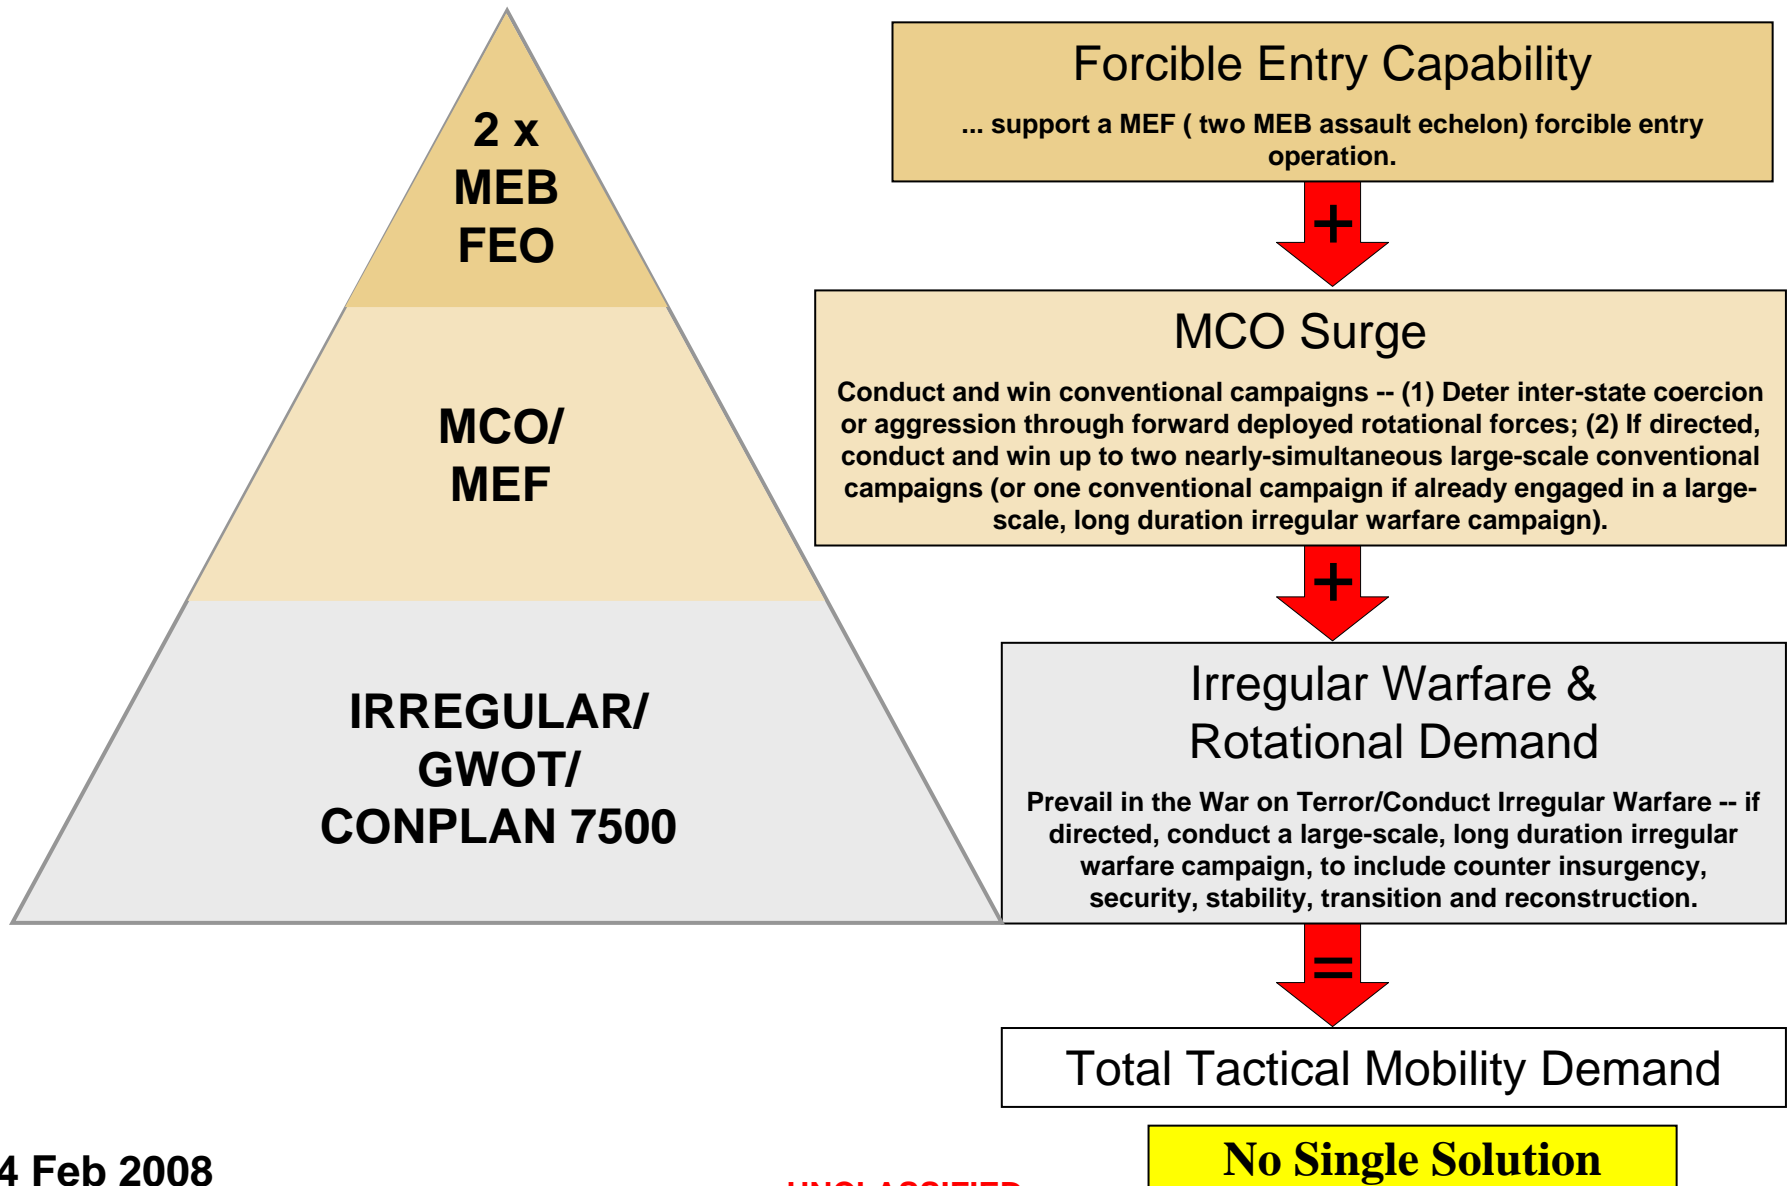 2 x
MEB
FEO
MCO/
MEF
IRREGULAR/
GWOT/
CONPLAN 7500
Forcible Entry Capability
... support a MEF ( two MEB assault echelon) forcible entry
operation.
+
MCO Surge
Conduct and win conventional campaigns -- (1) Deter inter-state coercion
or aggression through forward deployed rotational forces; (2) If directed,
conduct and win up to two nearly-simultaneous large-scale conventional
campaigns (or one conventional campaign if already engaged in a large-
scale, long duration irregular warfare campaign).
+
Irregular Warfare &
Rotational Demand
Prevail in the War on Terror/Conduct Irregular Warfare -- if
directed, conduct a large-scale, long duration irregular
warfare campaign, to include counter insurgency,
security, stability, transition and reconstruction.
=
Total Tactical Mobility Demand
No Single Solution
4 Feb 2008
UNCLASSIFIED